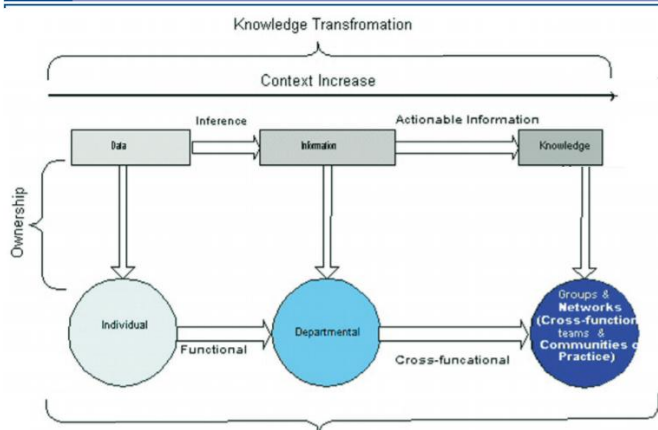 Knowledge Transfromation
Context Increase
Inference
Actionable Information
Data
Information
Knowledge
Ownership
Individual
Functional
Departmental
Cross-funcational
Groups &
Networks
(Cross-function
teams &
Communities o
Practice)